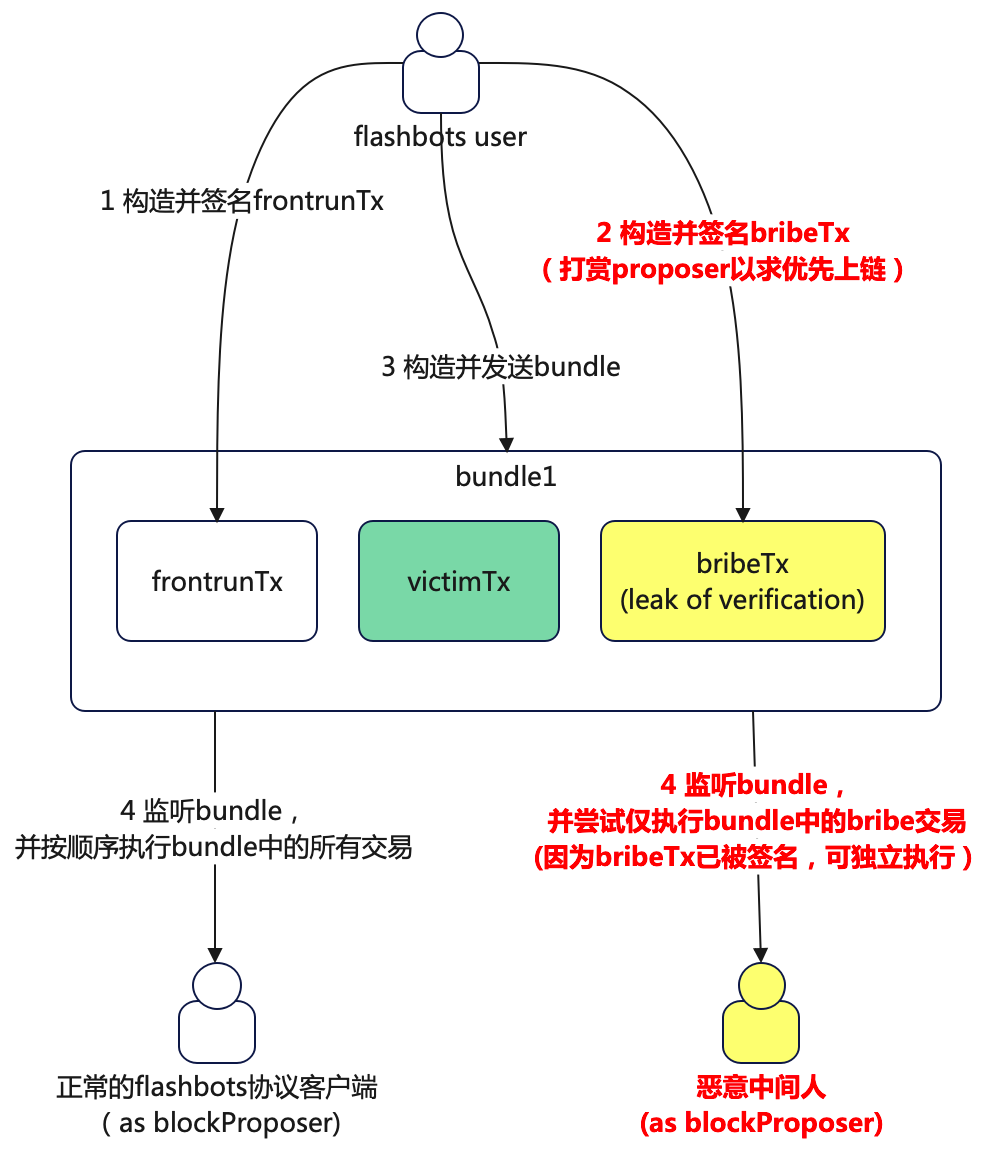 flashbots user
1 构造并签名frontrunTx
2 构造并签名bribeTx
（打赏proposer以求优先上链）
3 构造并发送bundle
bundle1
frontrunTx
victimTx
bribeTx
(leak of verification)
4 监听bundle，
并按顺序执行bundle中的所有交易
4 监听bundle，
并尝试仅执行bundle中的bribe交易
(因为bribeTx已被签名，可独立执行）
正常的flashbots协议客户端
（ as blockProposer)
恶意中间人
(as blockProposer)